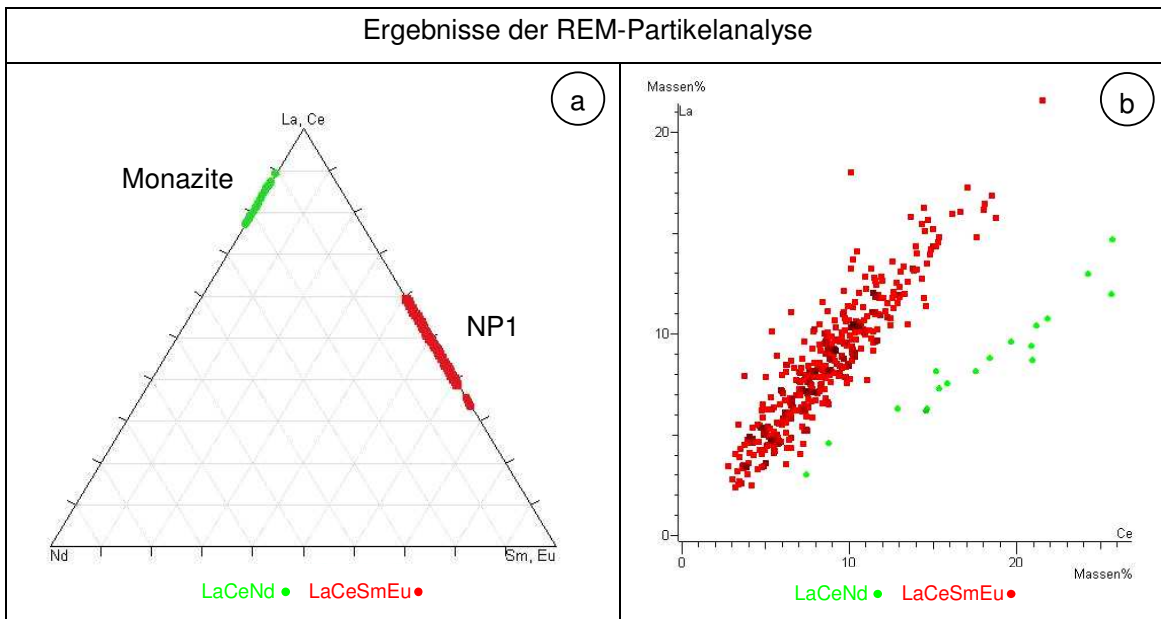 Ergebnisse der REM-Partikelanalyse
a
La, Ce
Monazite
NP1
Nd
Sm, Eu
LaCeNd
LaCeSmEu
b
Massen%
La
20
10
0
0
10
20
Ce
Massen%
LaCeNd
LaCeSmEu